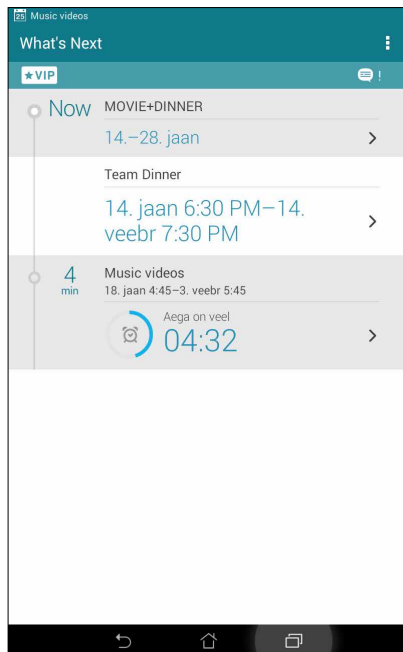 25 Music videos
What's Next
VIP
!
Now MOVIE+DINNER
14.–28. jaan
Team Dinner
14. jaan 6:30 PM–14.
veebr 7:30 PM
4 Music videos
min 18. jaan 4:45–3. veebr 5:45
Aega on veel
04:32